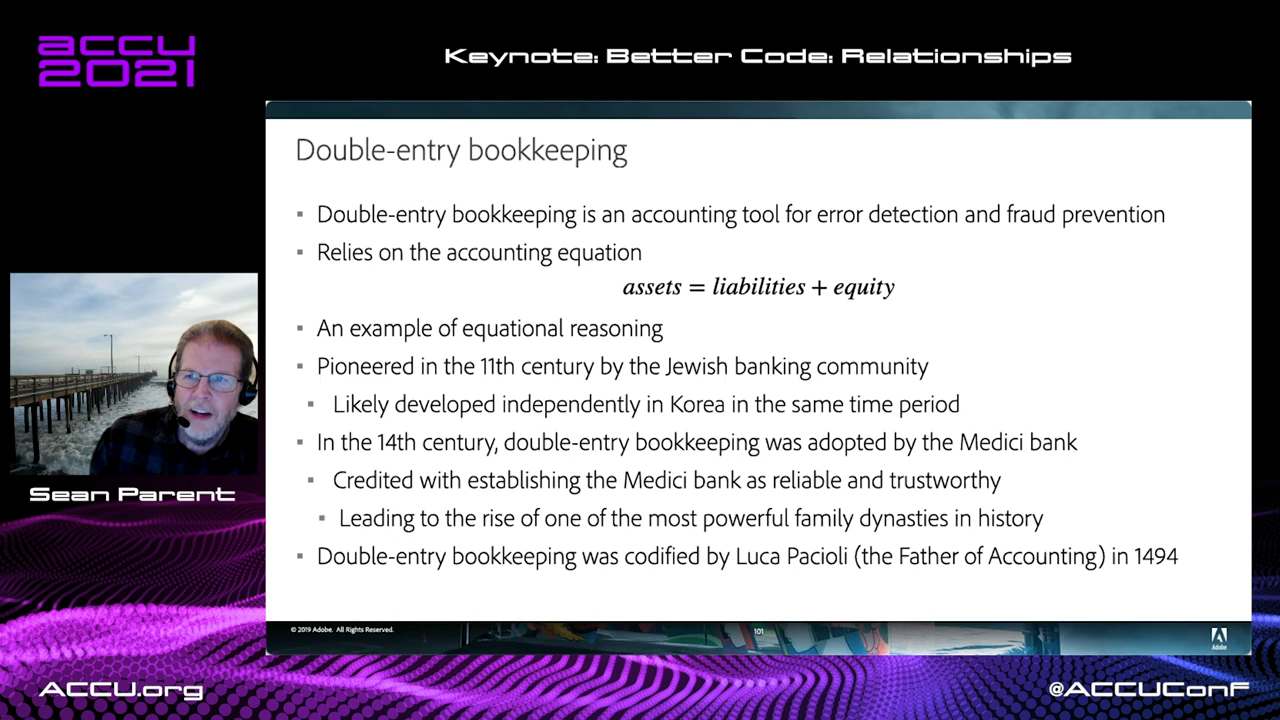 accu
2021
Keynote: Better Code: Relationships
Double-entry bookkeeping
▪ Double-entry bookkeeping is an accounting tool for error detection and fraud prevention
▪ Relies on the accounting equation
assets = liabilities + equity
▪ An example of equational reasoning
▪ Pioneered in the 11th century by the Jewish banking community
▪ Likely developed independently in Korea in the same time period
▪ In the 14th century, double-entry bookkeeping was adopted by the Medici bank
▪ Credited with establishing the Medici bank as reliable and trustworthy
▪ Leading to the rise of one of the most powerful family dynasties in history
▪ Double-entry bookkeeping was codified by Luca Pacioli (the Father of Accounting) in 1494
Sean Parent
© 2019 Adobe. All Rights Reserved.
101
Adobe
ACCU.org
@ACCUConf